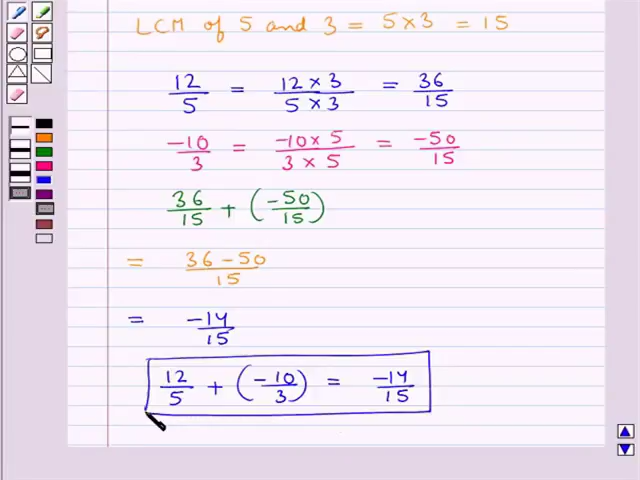 LCM of 5 and 3 = 5×3 = 15
12/5 = 12×3/5×3 = 36/15
-10/3 = -10×5/3×5 = -50/15
36/15 + (-50/15)
= 36-50/15
= -14/15
12/5 + (-10/3) = -14/15